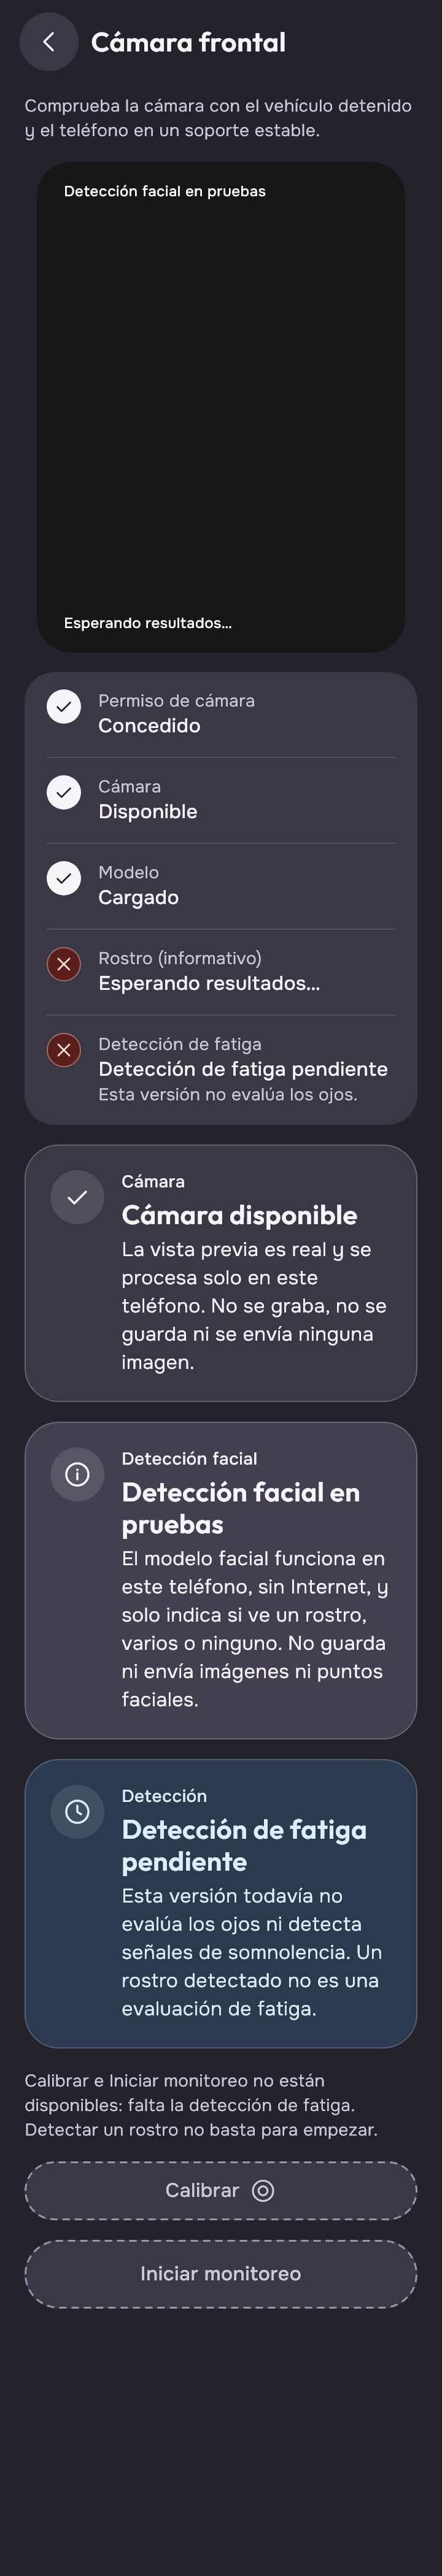 Cámara frontal
Comprueba la cámara con el vehículo detenido
y el teléfono en un soporte estable.
Detección facial en pruebas
Esperando resultados...
Permiso de cámara
Concedido
Cámara
Disponible
Modelo
Cargado
Rostro (informativo)
Esperando resultados...
Detección de fatiga
Detección de fatiga pendiente
Esta versión no evalúa los ojos.
Cámara
Cámara disponible
La vista previa es real y se
procesa solo en este
teléfono. No se graba, no se
guarda ni se envía ninguna
imagen.
Detección facial
Detección facial en
pruebas
El modelo facial funciona en
este teléfono, sin Internet, y
solo indica si ve un rostro,
varios o ninguno. No guarda
ni envía imágenes ni puntos
faciales.
Detección
Detección de fatiga
pendiente
Esta versión todavía no
evalúa los ojos ni detecta
señales de somnolencia. Un
rostro detectado no es una
evaluación de fatiga.
Calibrar e Iniciar monitoreo no están
disponibles: falta la detección de fatiga.
Detectar un rostro no basta para empezar.
Calibrar
Iniciar monitoreo